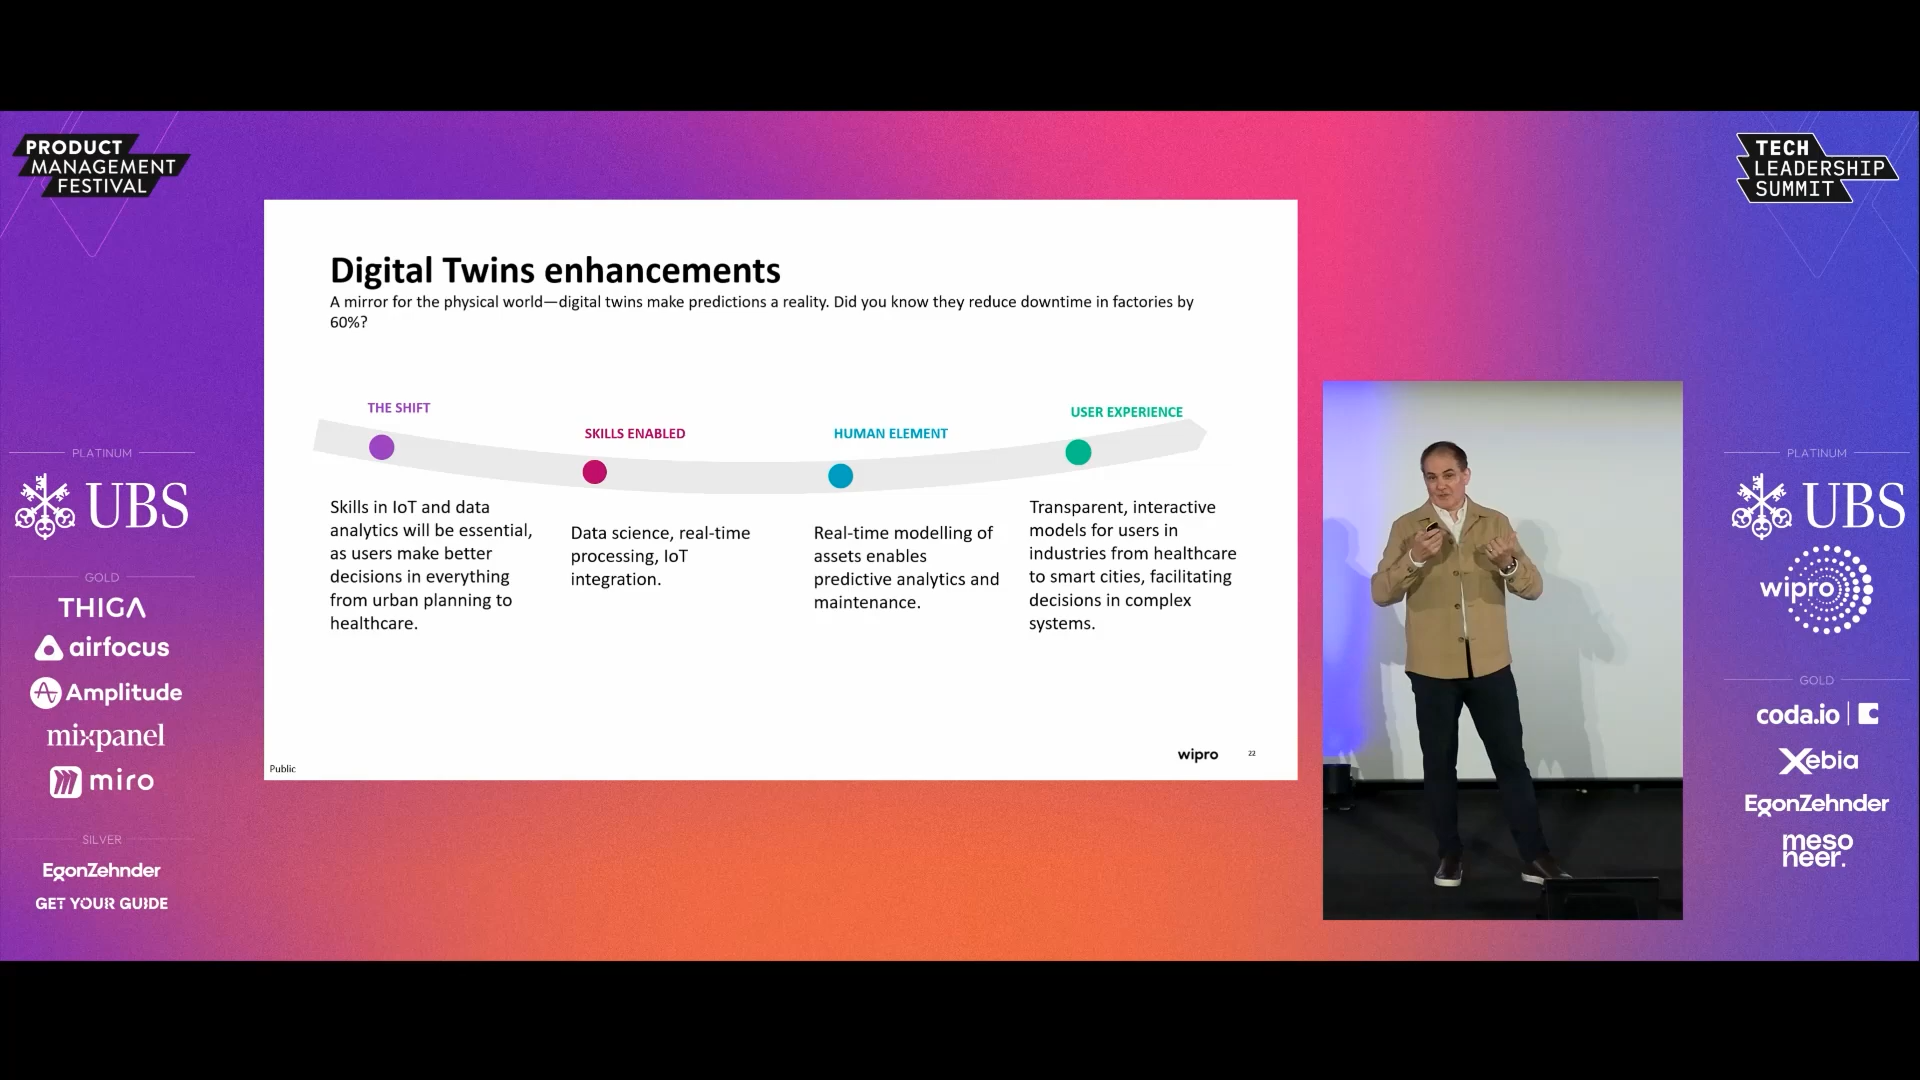 PRODUCT
MANAGEMENT
FESTIVAL
PLATINUM
UBS
GOLD
THIGA
airfocus
Amplitude
mixpanel
miro
SILVER
EgonZehnder
GET YOUR GUIDE
Digital Twins enhancements
A mirror for the physical world—digital twins make predictions a reality. Did you know they reduce downtime in factories by
60%?
THE SHIFT
Skills in IoT and data
analytics will be essential,
as users make better
decisions in everything
from urban planning to
healthcare.
SKILLS ENABLED
Data science, real-time
processing, IoT
integration.
HUMAN ELEMENT
Real-time modelling of
assets enables
predictive analytics and
maintenance.
USER EXPERIENCE
Transparent, interactive
models for users in
industries from healthcare
to smart cities, facilitating
decisions in complex
systems.
Public
wipro
22
TECH
LEADERSHIP
SUMMIT
PLATINUM
UBS
wipro
GOLD
coda.io
Xebia
EgonZehnder
meso
neer.